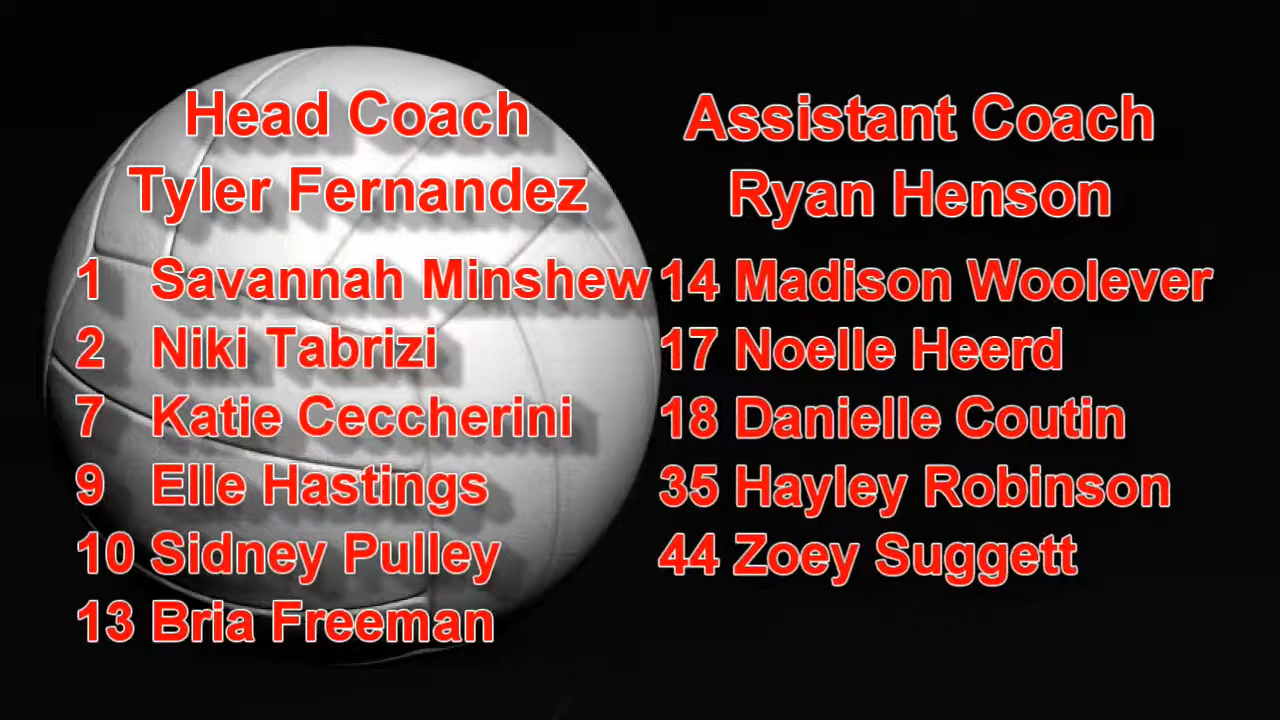 Head Coach
Tyler Fernandez
1 Savannah Minshew
2 Niki Tabrizi
7 Katie Ceccherini
9 Elle Hastings
10 Sidney Pulley
13 Bria Freeman
Assistant Coach
Ryan Henson
14 Madison Woolever
17 Noelle Heerd
18 Danielle Coutin
35 Hayley Robinson
44 Zoey Suggett